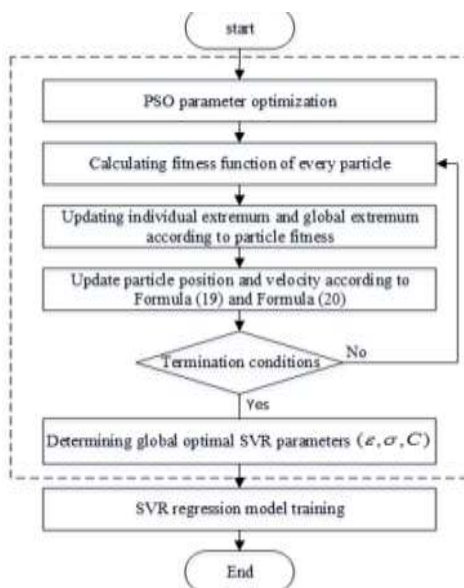 start
PSO parameter optimization
Calculating fitness function of every particle
Updating individual extremum and global extremum
according to particle fitness
Update particle position and velocity according to
Formula (19) and Formula (20)
Termination conditions
No
Yes
Determining global optimal SVR parameters (ε,σ,C)
SVR regression model training
End